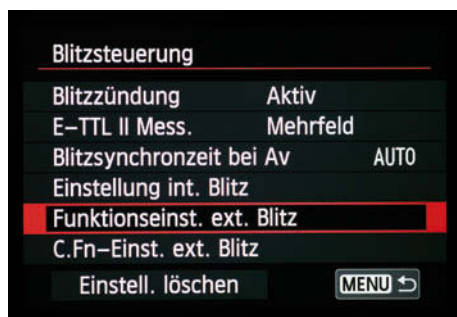 Blitzsteuerung
Blitzzündung Aktiv
E-TTL II Mess. Mehrfeld
Blitzsynchronzeit bei Av AUTO
Einstellung int. Blitz
Funktionseinst. ext. Blitz
C.Fn-Einst. ext. Blitz
Einstell. löschen MENU